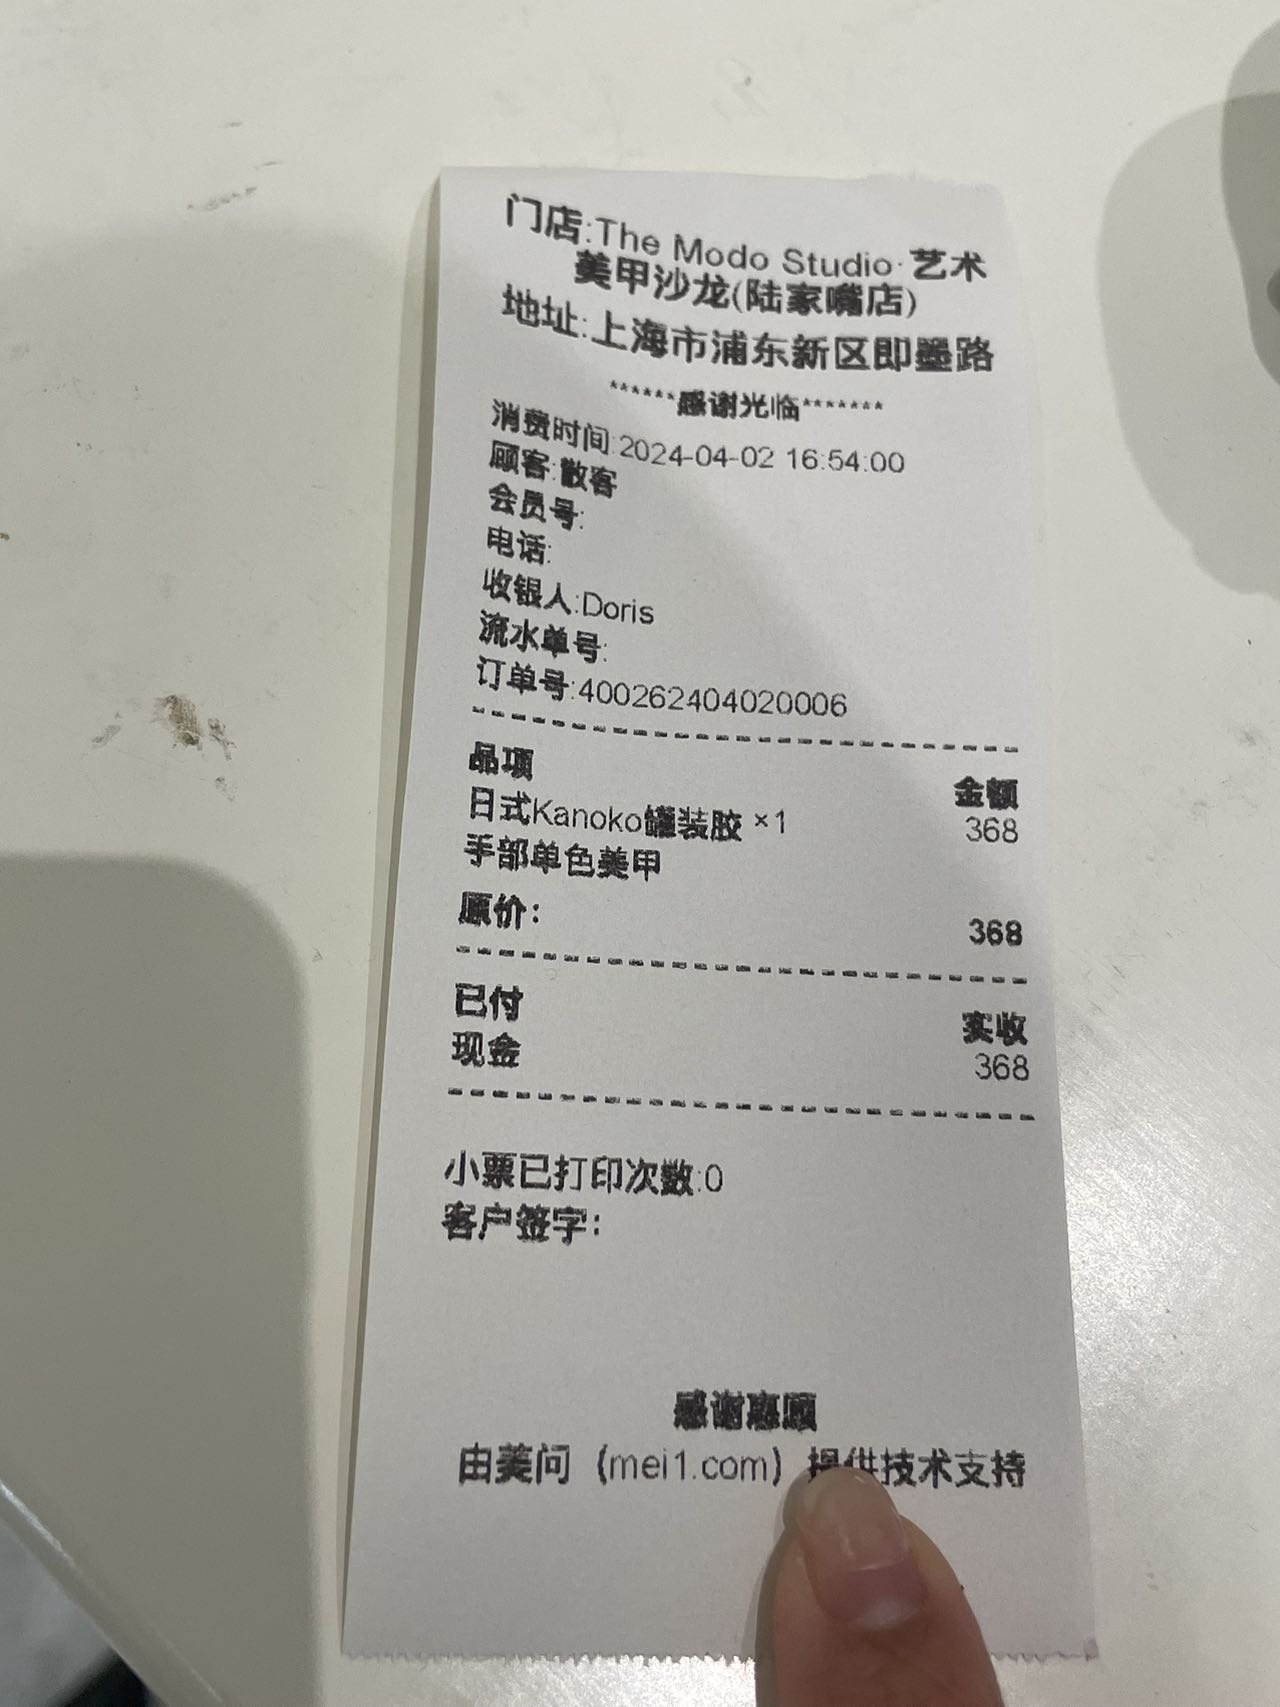 门店:The Modo Studio·艺术
美甲沙龙(陆家嘴店)
地址:上海市浦东新区即墨路
******感谢光临*******
消费时间:2024-04-02 16:54:00
顾客:散客
会员号:
电话:
收银人:Doris
流水单号:
订单号:400262404020006
品项 金额
日式Kanoko罐装胶 ×1 368
手部单色美甲
原价： 368
已付 实收
现金 368
小票已打印次数:0
客户签字：
感谢惠顾
由美问（mei1.com）提供技术支持